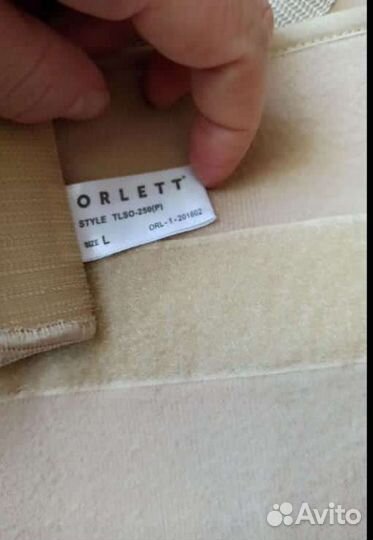 ORLETT
STYLE TLSO-250(P)
SIZE L
ORL-1-201602
Avito